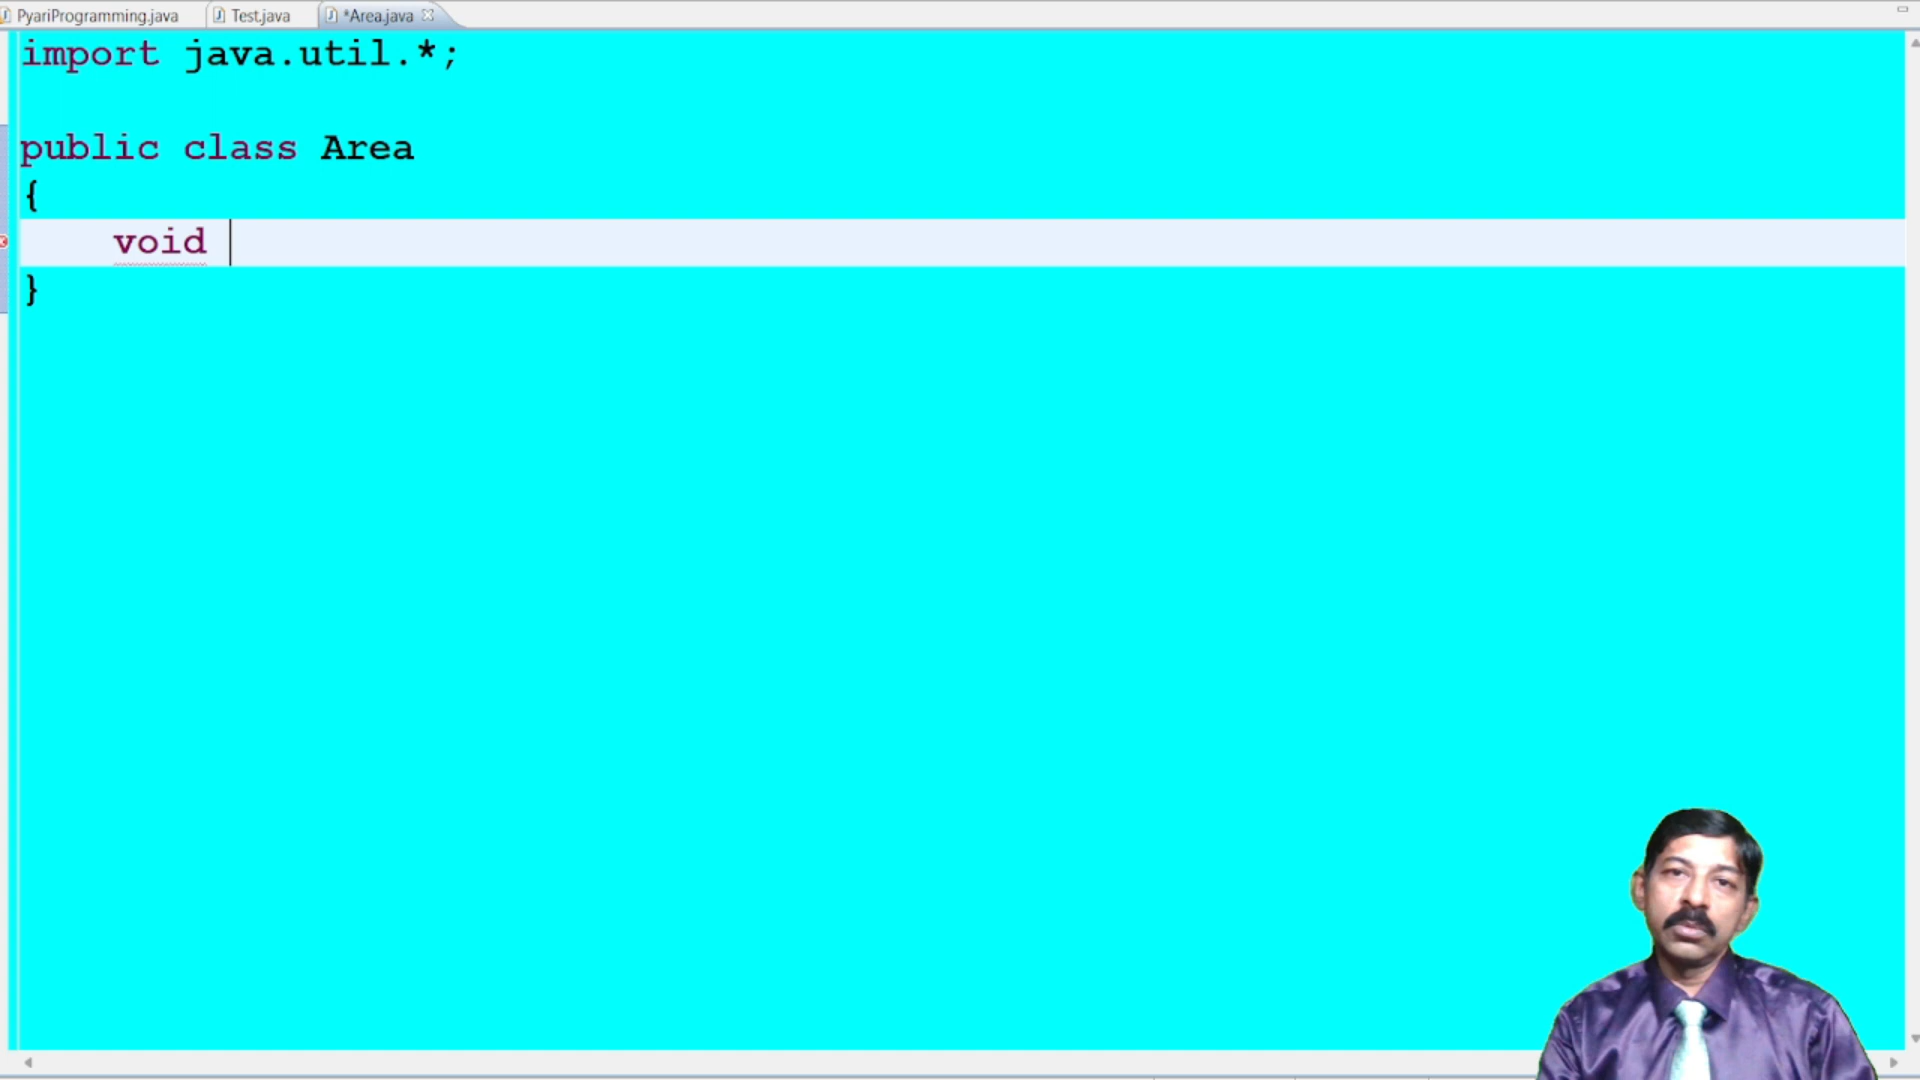 PyariProgramming.java Test.java *Area.java
import java.util.*;
public class Area
{
void
}